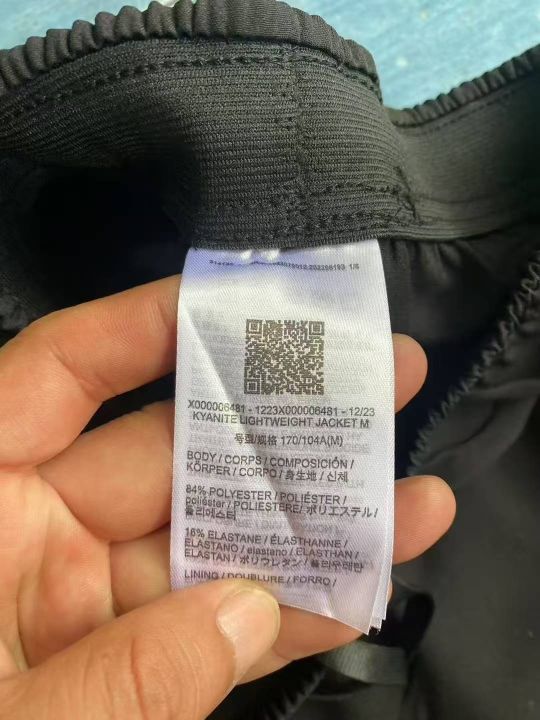 1/6
X000006481 - 1223X000006481 - 12/23
KYANITE LIGHTWEIGHT JACKET M
号型/规格 170/104A(M)
BODY / CORPS / COMPOSICIÓN /
KÖRPER / CORPO / 身生地 / 신체
84% POLYESTER / POLIÉSTER /
poliéster / POLIESTERE/ ポリエステル /
폴리에스터
16% ELASTANE / ÉLASTHANNE /
ELASTANO / elastano / ELASTHAN /
ELASTAN / ポリウレタン / 폴리우레탄
LINING / DOUBLURE / FORRO /